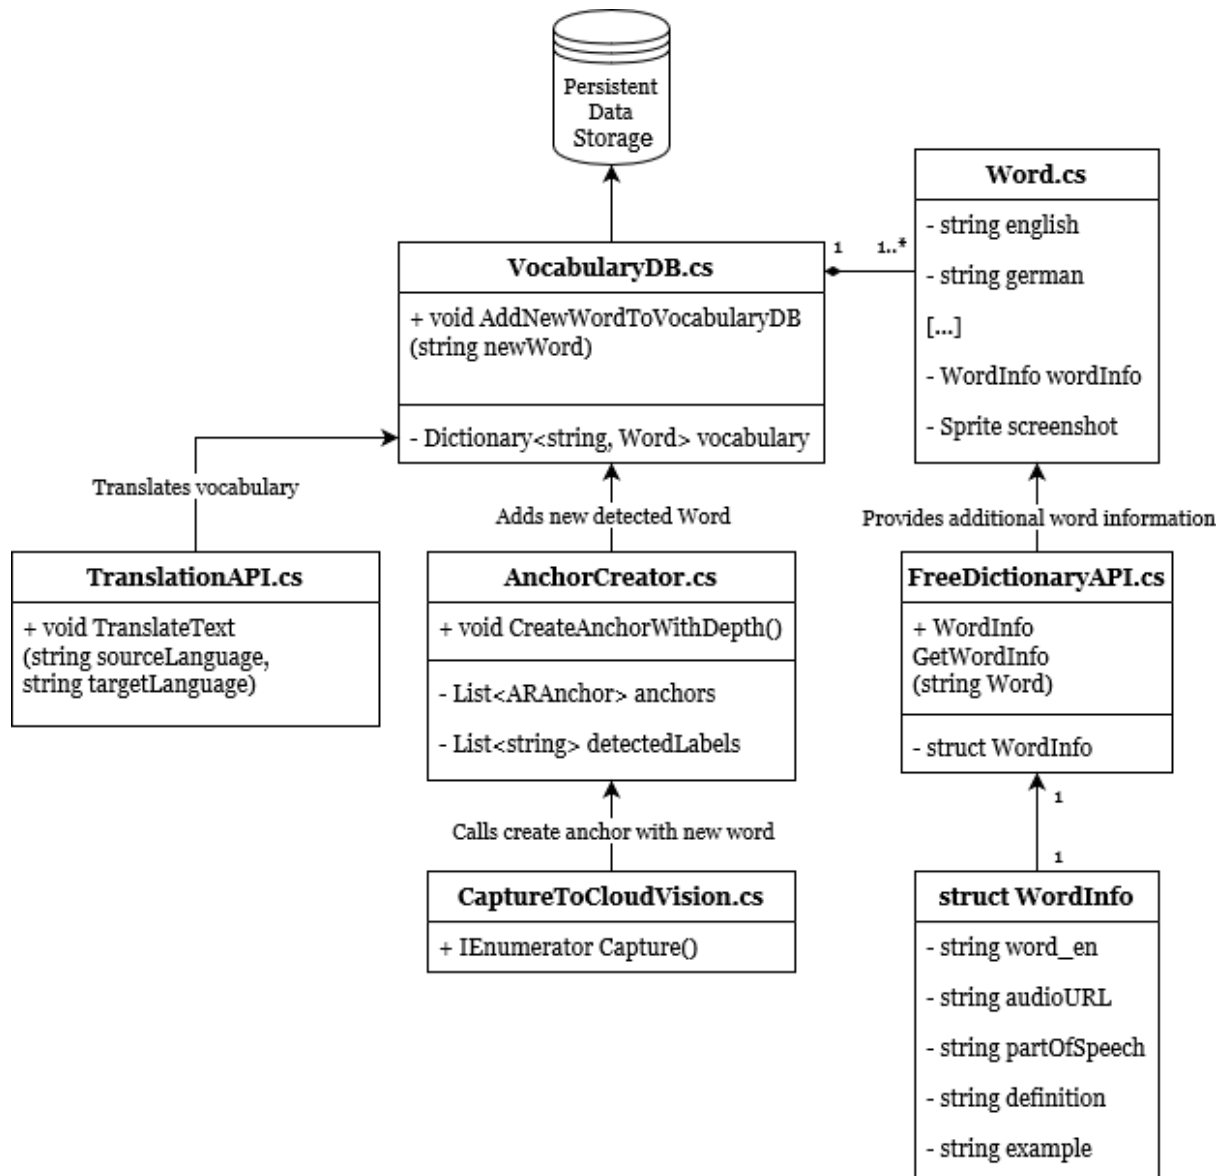 Persistent
Data
Storage
Word.cs
- string english
- string german
[...]
- WordInfo wordInfo
- Sprite screenshot
1
1..*
VocabularyDB.cs
+ void AddNewWordToVocabularyDB
(string newWord)
- Dictionary<string, Word> vocabulary
Translates vocabulary
Adds new detected Word
Provides additional word information
TranslationAPI.cs
+ void TranslateText
(string sourceLanguage,
string targetLanguage)
AnchorCreator.cs
+ void CreateAnchorWithDepth()
- List<ARAnchor> anchors
- List<string> detectedLabels
FreeDictionaryAPI.cs
+ WordInfo
GetWordInfo
(string Word)
- struct WordInfo
1
1
Calls create anchor with new word
CaptureToCloudVision.cs
+ IEnumerator Capture()
struct WordInfo
- string word_en
- string audioURL
- string partOfSpeech
- string definition
- string example